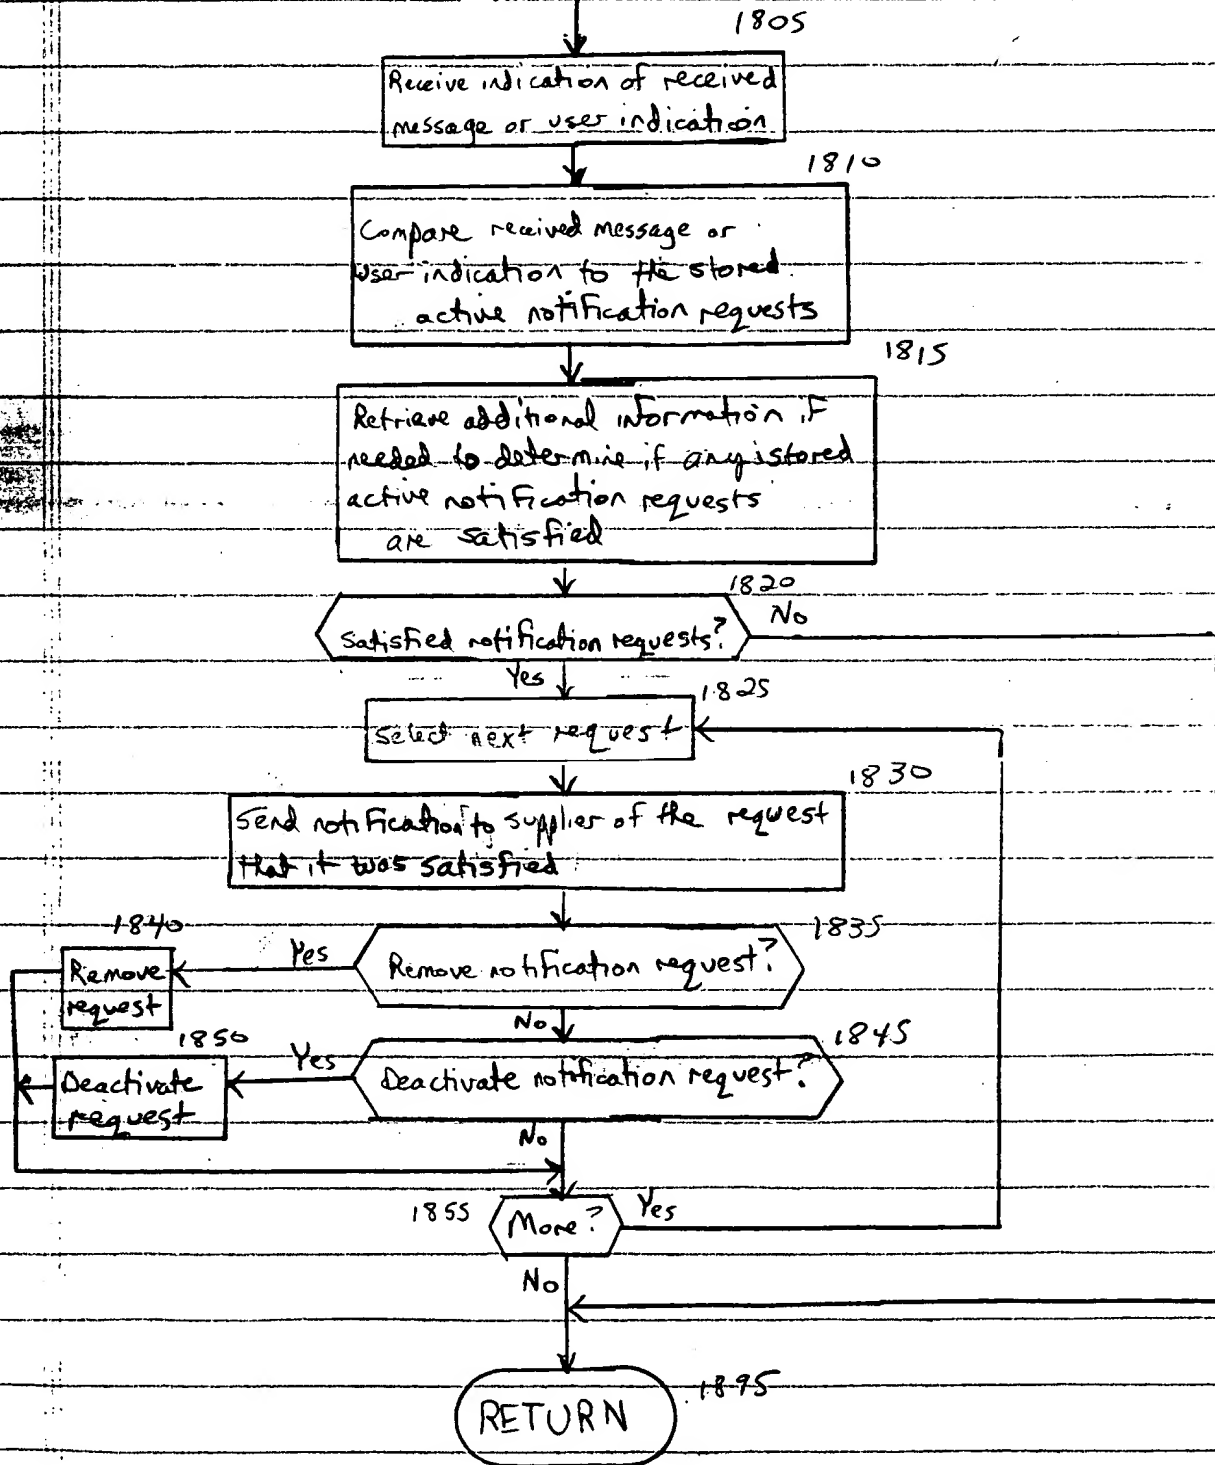 1805
Receive indication of received
message or user indication
1810
Compare received message or
user indication to the stored
active notification requests
1815
Retrieve additional information if
needed to determine if any stored
active notification requests
are satisfied
1820
Satisfied notification requests?
No
Yes
1825
Select next request
1830
Send notification to supplier of the request
that it was satisfied
1835
Remove notification request?
Yes
1840
Remove
request
No
1845
Deactivate notification request?
Yes
1850
Deactivate
request
No
1855
More?
Yes
No
1895
RETURN